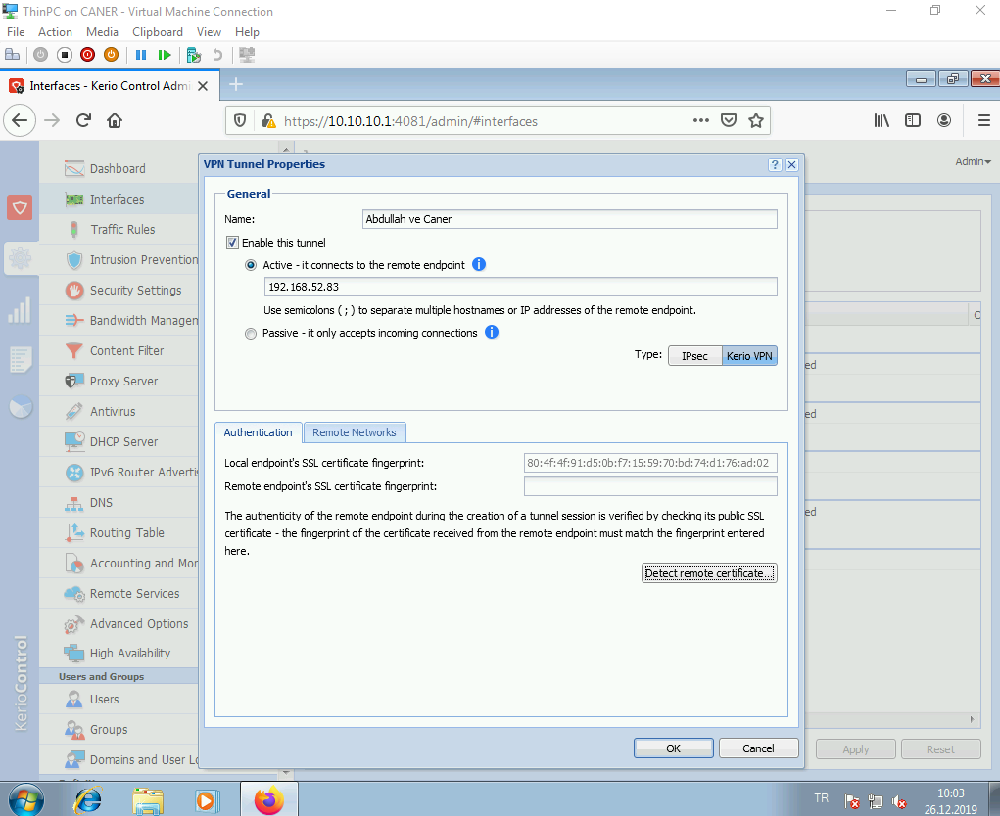 ThinPC on CANER - Virtual Machine Connection
File Action Media Clipboard View Help
Interfaces - Kerio Control Admi
https://10.10.10.1:4081/admin/#interfaces
Admin
Dashboard
Interfaces
Traffic Rules
Intrusion Prevention
Security Settings
Bandwidth Managem
Content Filter
Proxy Server
Antivirus
DHCP Server
IPv6 Router Adverti
DNS
Routing Table
Accounting and Mor
Remote Services
Advanced Options
High Availability
Users and Groups
Users
Groups
Domains and User Lo
KerioControl
VPN Tunnel Properties
General
Name: Abdullah ve Caner
Enable this tunnel
Active - it connects to the remote endpoint
192.168.52.83
Use semicolons ( ; ) to separate multiple hostnames or IP addresses of the remote endpoint.
Passive - it only accepts incoming connections
Type: IPsec Kerio VPN
Authentication Remote Networks
Local endpoint's SSL certificate fingerprint: 80:4f:4f:91:d5:0b:f7:15:59:70:bd:74:d1:76:ad:02
Remote endpoint's SSL certificate fingerprint:
The authenticity of the remote endpoint during the creation of a tunnel session is verified by checking its public SSL
certificate - the fingerprint of the certificate received from the remote endpoint must match the fingerprint entered
here.
Detect remote certificate...
OK Cancel
C
ed
ed
ed
Apply Reset
TR
10:03
26.12.2019